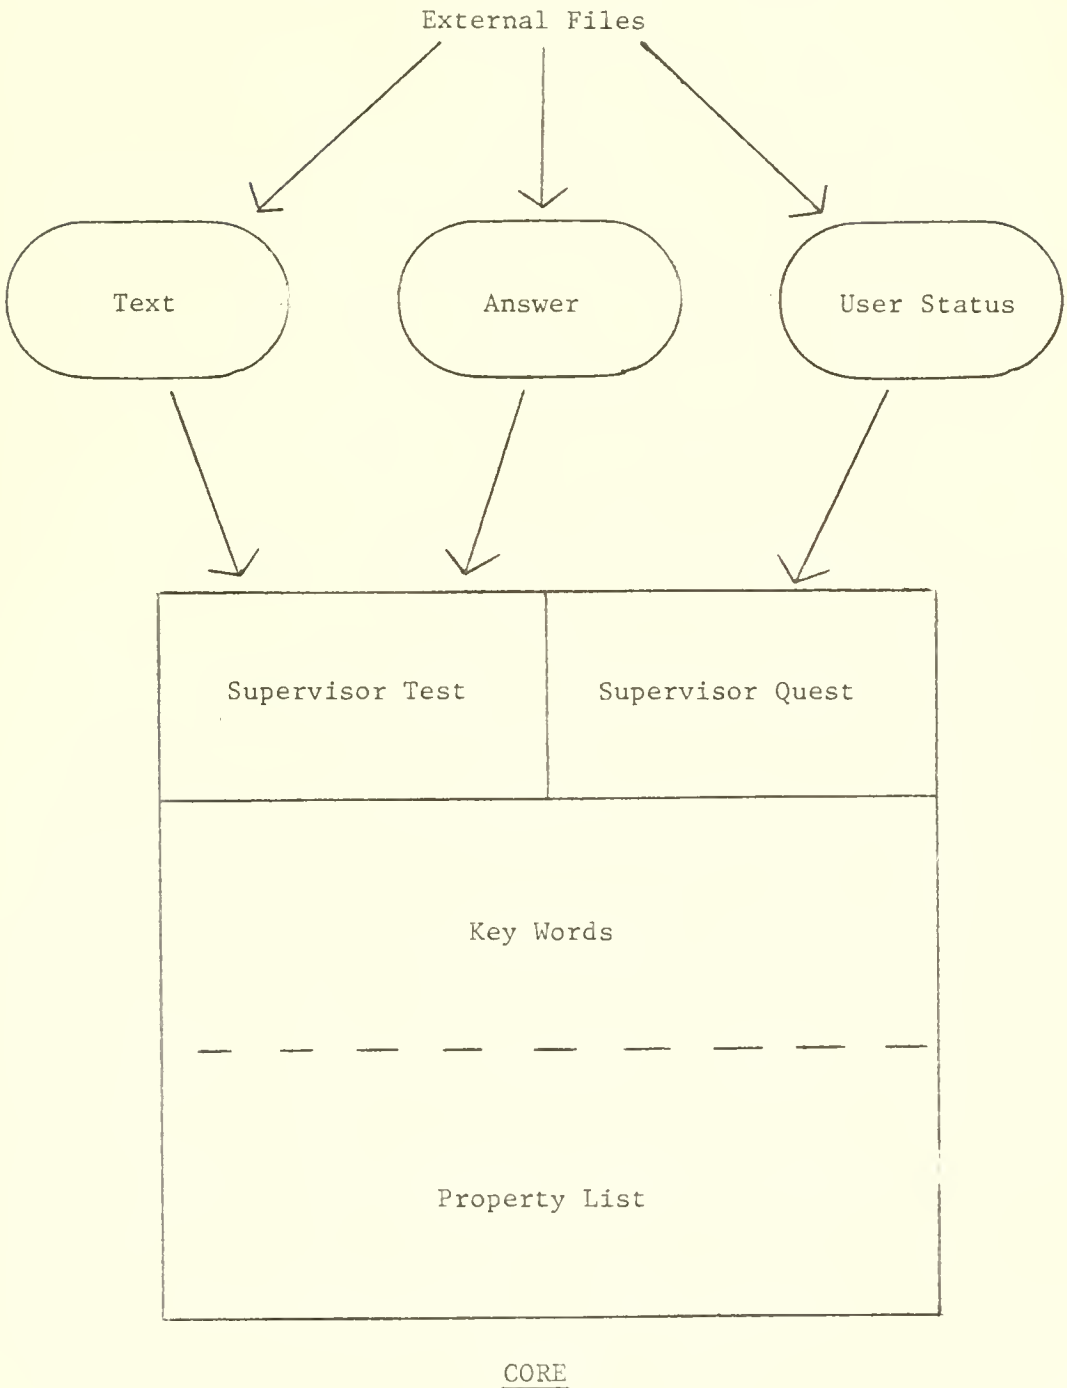 External Files
Text
Answer
User Status
Supervisor Test
Supervisor Quest
Key Words
Property List
CORE